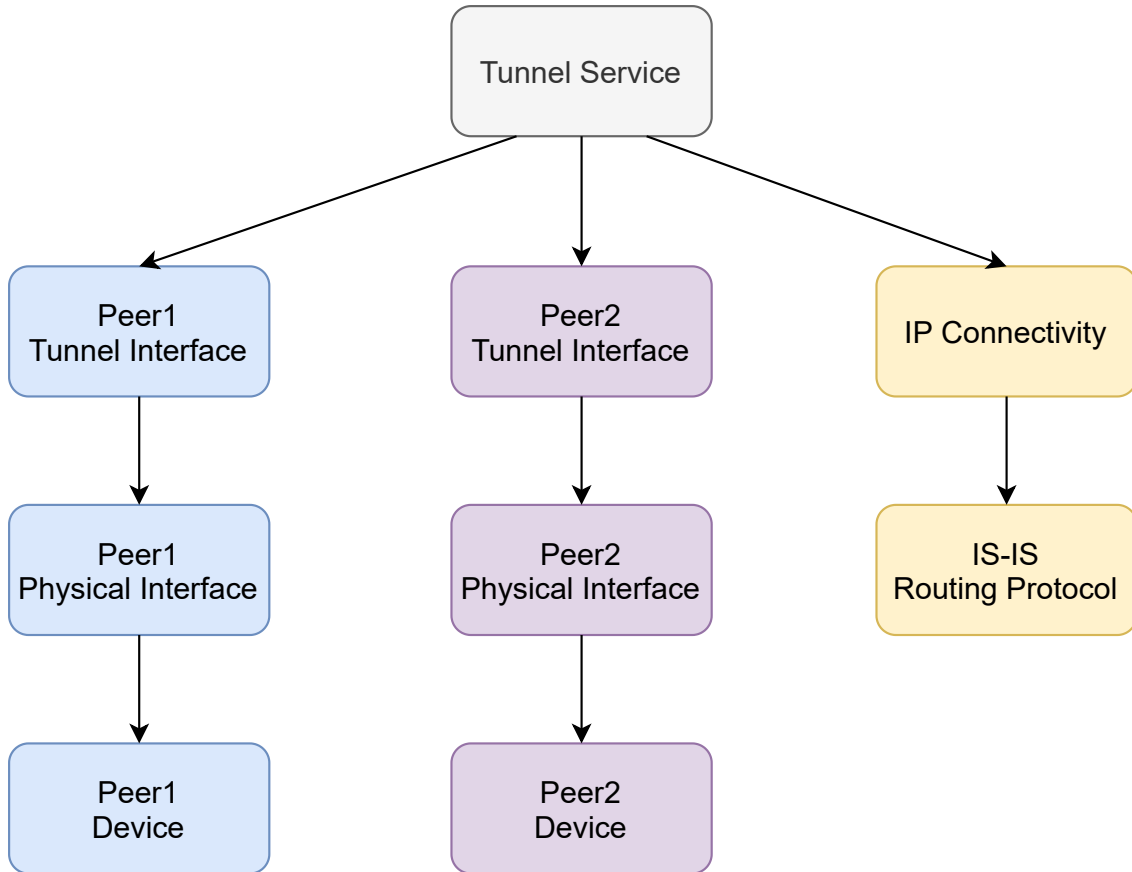 Tunnel Service
Peer1
Tunnel Interface
Peer2
Tunnel Interface
IP Connectivity
Peer1
Physical Interface
Peer2
Physical Interface
IS-IS
Routing Protocol
Peer1
Device
Peer2
Device